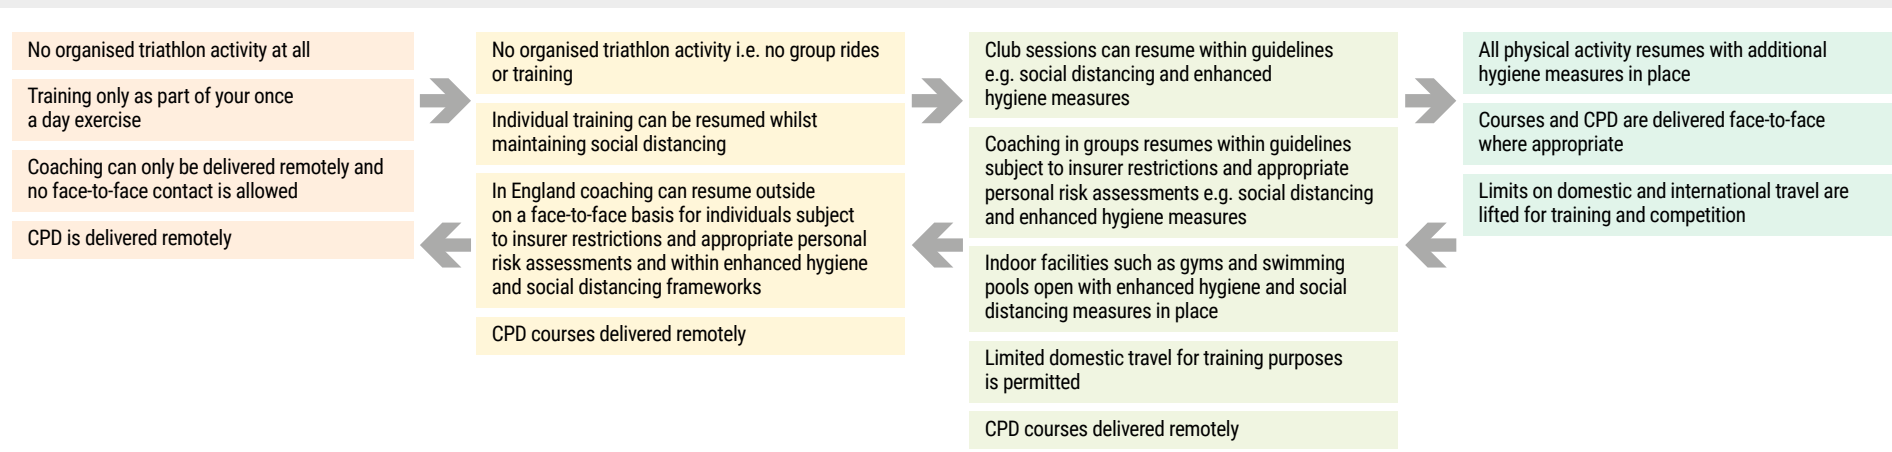 No organised triathlon activity at all
Training only as part of your once
a day exercise
Coaching can only be delivered remotely and
no face-to-face contact is allowed
CPD is delivered remotely
No organised triathlon activity i.e. no group rides
or training
Individual training can be resumed whilst
maintaining social distancing
In England coaching can resume outside
on a face-to-face basis for individuals subject
to insurer restrictions and appropriate personal
risk assessments and within enhanced hygiene
and social distancing frameworks
CPD courses delivered remotely
Club sessions can resume within guidelines
e.g. social distancing and enhanced
hygiene measures
Coaching in groups resumes within guidelines
subject to insurer restrictions and appropriate
personal risk assessments e.g. social distancing
and enhanced hygiene measures
Indoor facilities such as gyms and swimming
pools open with enhanced hygiene and social
distancing measures in place
Limited domestic travel for training purposes
is permitted
CPD courses delivered remotely
All physical activity resumes with additional
hygiene measures in place
Courses and CPD are delivered face-to-face
where appropriate
Limits on domestic and international travel are
lifted for training and competition